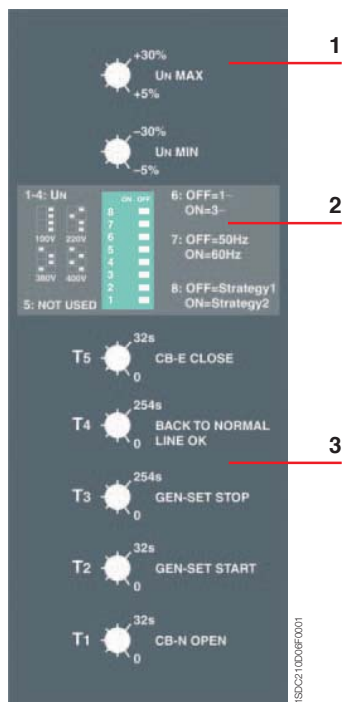 +30%
UN MAX
+5%
1
-30%
UN MIN
-5%
1-4: UN
100V 220V
380V 400V
5: NOT USED
ON OFF
8
7
6
5
4
3
2
1
6: OFF=1~
ON=3~
7: OFF=50Hz
ON=60Hz
8: OFF=Strategy1
ON=Strategy2
2
32s
T5 CB-E CLOSE
0
254s
T4 BACK TO NORMAL
LINE OK
0
3
254s
T3 GEN-SET STOP
0
32s
T2 GEN-SET START
0
32s
T1 CB-N OPEN
0
1SDC210D06F0001